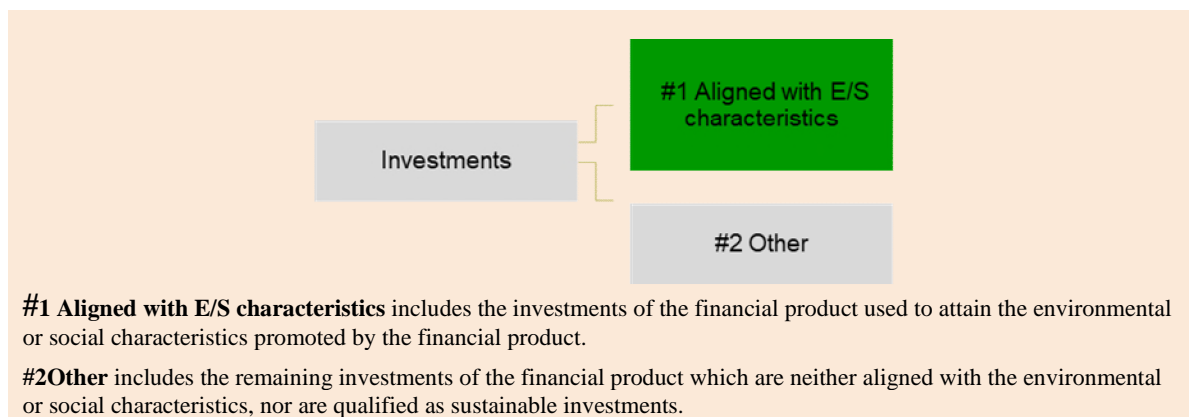 #1 Aligned with E/S
characteristics
Investments
#2 Other
#1 Aligned with E/S characteristics includes the investments of the financial product used to attain the environmental
or social characteristics promoted by the financial product.
#2Other includes the remaining investments of the financial product which are neither aligned with the environmental
or social characteristics, nor are qualified as sustainable investments.